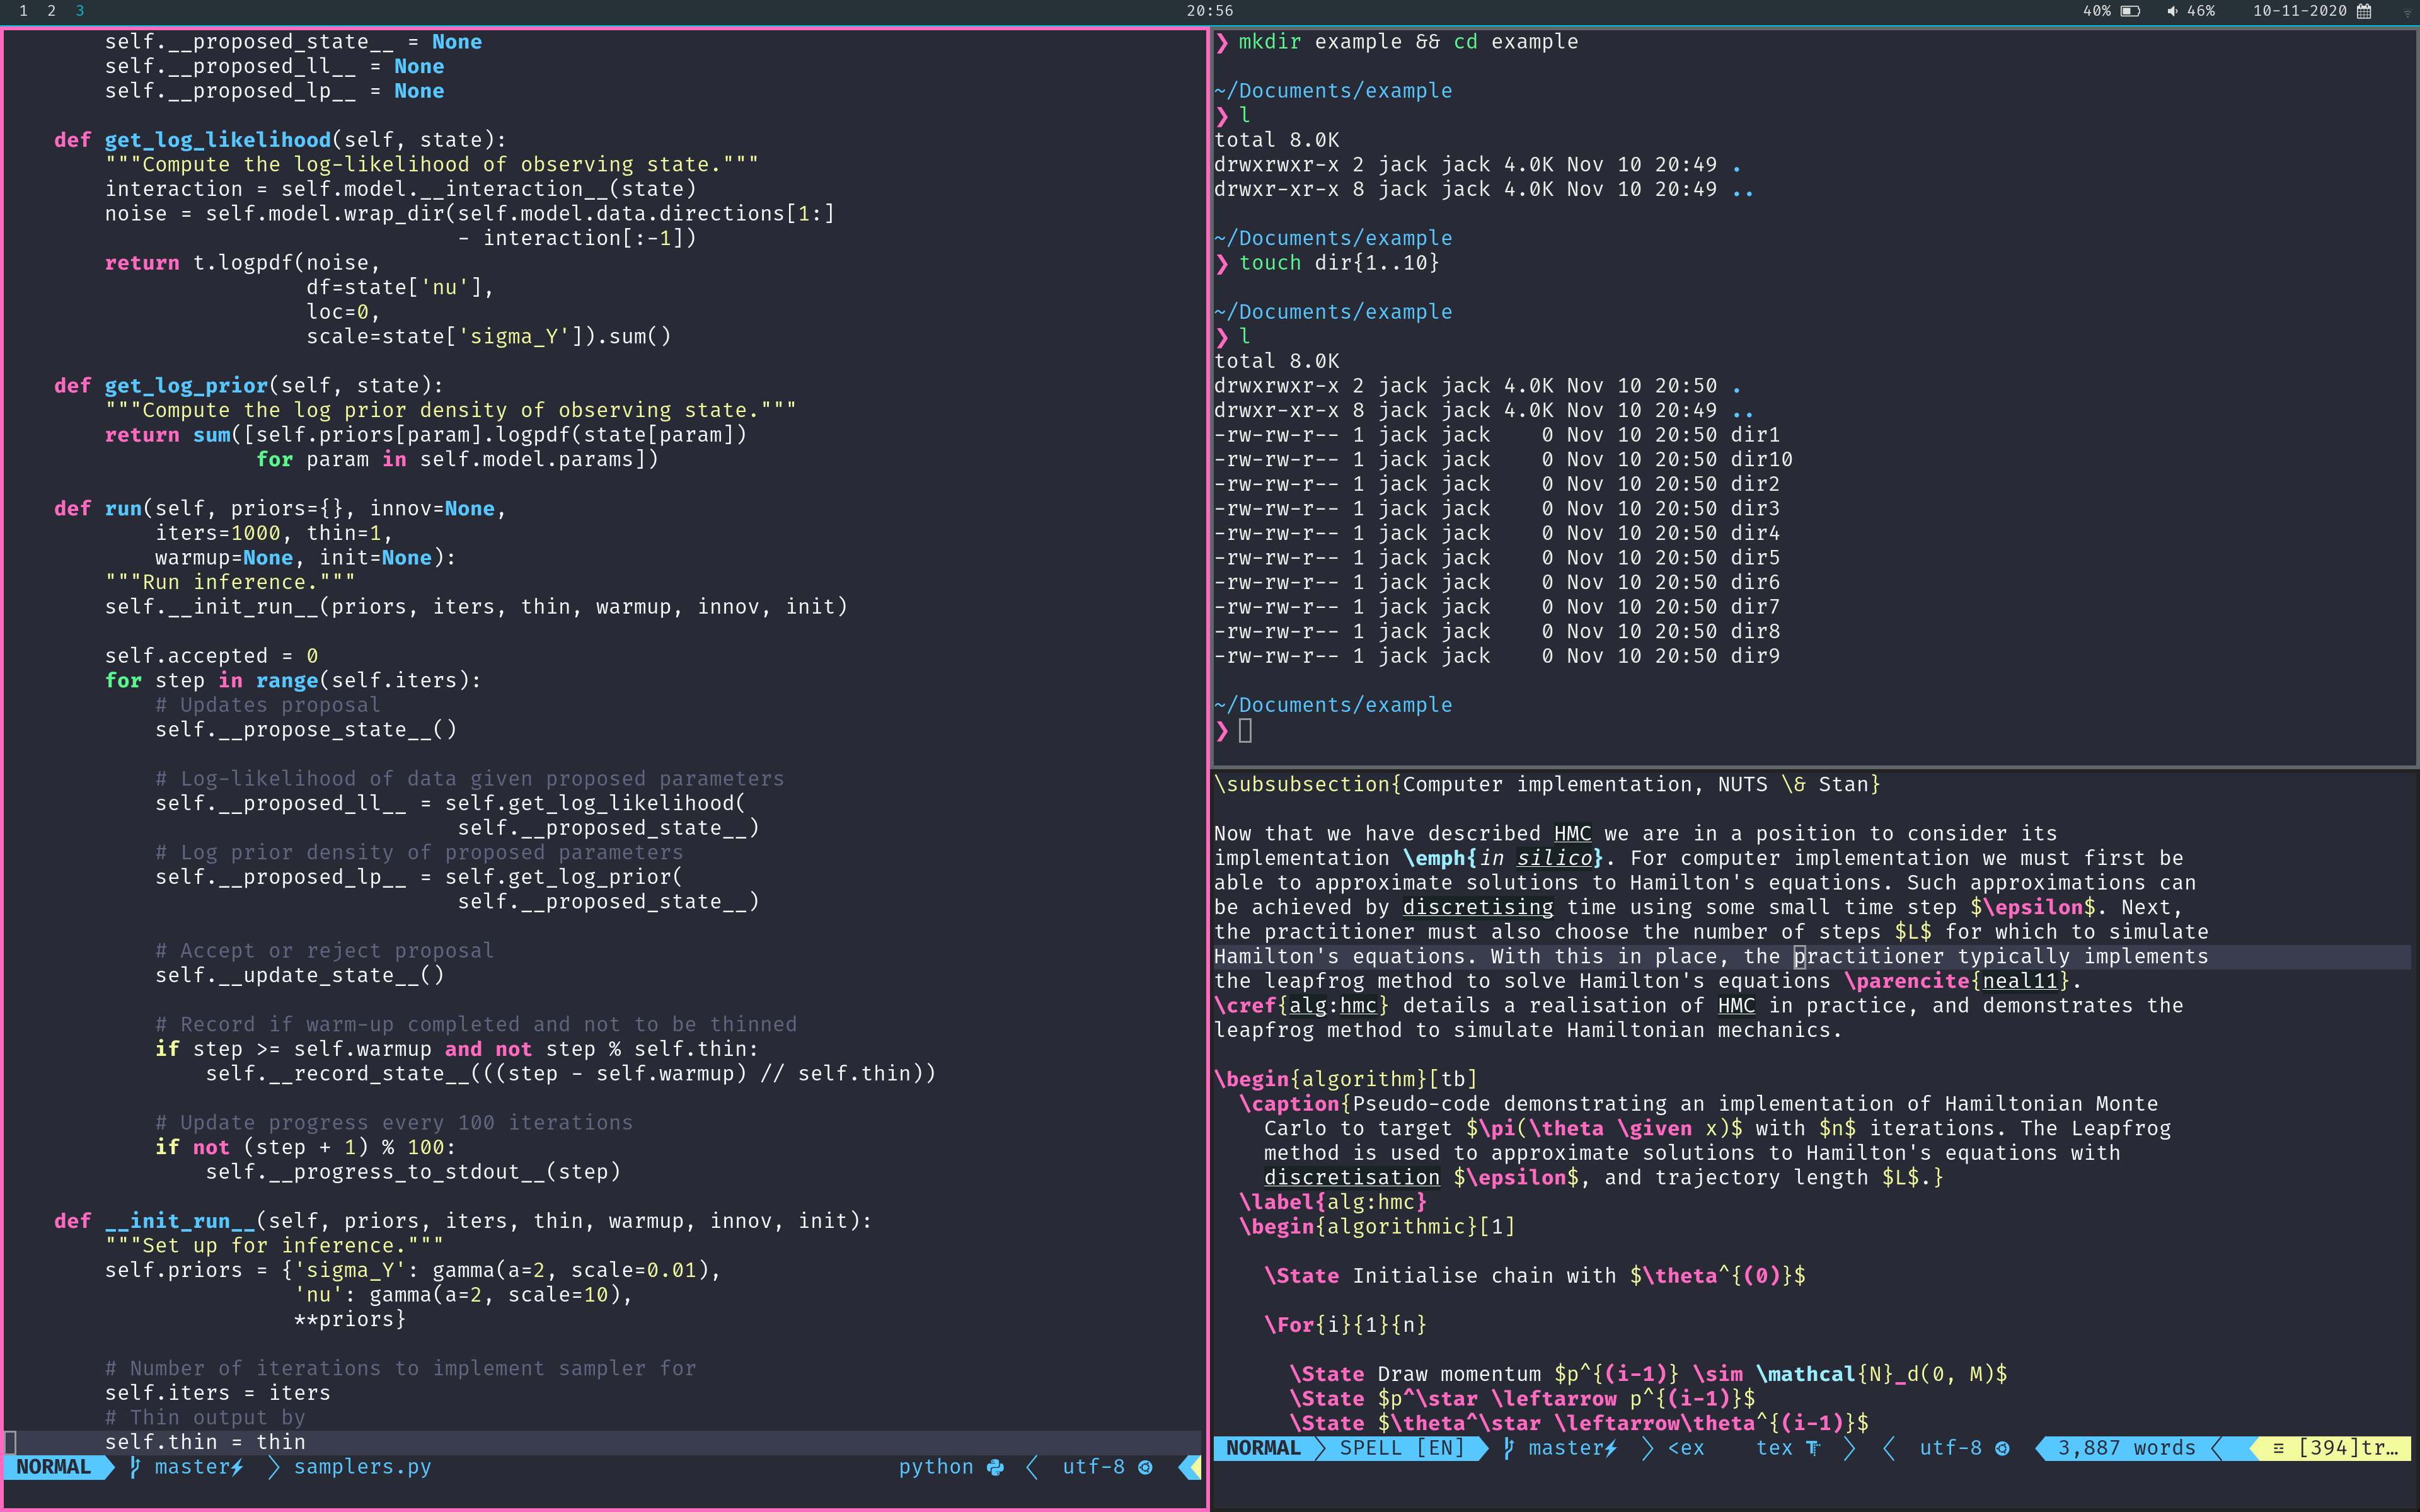 1 2 3
20:56
40% 46% 10-11-2020
        self.__proposed_state__ = None
        self.__proposed_ll__ = None
        self.__proposed_lp__ = None

    def get_log_likelihood(self, state):
        """Compute the log-likelihood of observing state."""
        interaction = self.model.__interaction__(state)
        noise = self.model.wrap_dir(self.model.data.directions[1:]
                                    - interaction[:-1])
        return t.logpdf(noise,
                        df=state['nu'],
                        loc=0,
                        scale=state['sigma_Y']).sum()

    def get_log_prior(self, state):
        """Compute the log prior density of observing state."""
        return sum([self.priors[param].logpdf(state[param])
                    for param in self.model.params])

    def run(self, priors={}, innov=None,
            iters=1000, thin=1,
            warmup=None, init=None):
        """Run inference."""
        self.__init_run__(priors, iters, thin, warmup, innov, init)

        self.accepted = 0
        for step in range(self.iters):
            # Updates proposal
            self.__propose_state__()

            # Log-likelihood of data given proposed parameters
            self.__proposed_ll__ = self.get_log_likelihood(
                                    self.__proposed_state__)
            # Log prior density of proposed parameters
            self.__proposed_lp__ = self.get_log_prior(
                                    self.__proposed_state__)

            # Accept or reject proposal
            self.__update_state__()

            # Record if warm-up completed and not to be thinned
            if step >= self.warmup and not step % self.thin:
                self.__record_state__(((step - self.warmup) // self.thin))

            # Update progress every 100 iterations
            if not (step + 1) % 100:
                self.__progress_to_stdout__(step)

    def __init_run__(self, priors, iters, thin, warmup, innov, init):
        """Set up for inference."""
        self.priors = {'sigma_Y': gamma(a=2, scale=0.01),
                       'nu': gamma(a=2, scale=10),
                       **priors}

        # Number of iterations to implement sampler for
        self.iters = iters
        # Thin output by
        self.thin = thin
NORMAL master⚡ samplers.py python utf-8
❯ mkdir example && cd example

~/Documents/example
❯ l
total 8.0K
drwxrwxr-x 2 jack jack 4.0K Nov 10 20:49 .
drwxr-xr-x 8 jack jack 4.0K Nov 10 20:49 ..

~/Documents/example
❯ touch dir{1..10}

~/Documents/example
❯ l
total 8.0K
drwxrwxr-x 2 jack jack 4.0K Nov 10 20:50 .
drwxr-xr-x 8 jack jack 4.0K Nov 10 20:49 ..
-rw-rw-r-- 1 jack jack    0 Nov 10 20:50 dir1
-rw-rw-r-- 1 jack jack    0 Nov 10 20:50 dir10
-rw-rw-r-- 1 jack jack    0 Nov 10 20:50 dir2
-rw-rw-r-- 1 jack jack    0 Nov 10 20:50 dir3
-rw-rw-r-- 1 jack jack    0 Nov 10 20:50 dir4
-rw-rw-r-- 1 jack jack    0 Nov 10 20:50 dir5
-rw-rw-r-- 1 jack jack    0 Nov 10 20:50 dir6
-rw-rw-r-- 1 jack jack    0 Nov 10 20:50 dir7
-rw-rw-r-- 1 jack jack    0 Nov 10 20:50 dir8
-rw-rw-r-- 1 jack jack    0 Nov 10 20:50 dir9

~/Documents/example
❯
\subsubsection{Computer implementation, NUTS \& Stan}

Now that we have described HMC we are in a position to consider its
implementation \emph{in silico}. For computer implementation we must first be
able to approximate solutions to Hamilton's equations. Such approximations can
be achieved by discretising time using some small time step $\epsilon$. Next,
the practitioner must also choose the number of steps $L$ for which to simulate
Hamilton's equations. With this in place, the practitioner typically implements
the leapfrog method to solve Hamilton's equations \parencite{neal11}.
\cref{alg:hmc} details a realisation of HMC in practice, and demonstrates the
leapfrog method to simulate Hamiltonian mechanics.

\begin{algorithm}[tb]
  \caption{Pseudo-code demonstrating an implementation of Hamiltonian Monte
    Carlo to target $\pi(\theta \given x)$ with $n$ iterations. The Leapfrog
    method is used to approximate solutions to Hamilton's equations with
    discretisation $\epsilon$, and trajectory length $L$.}
  \label{alg:hmc}
  \begin{algorithmic}[1]

    \State Initialise chain with $\theta^{(0)}$

    \For{i}{1}{n}

      \State Draw momentum $p^{(i-1)} \sim \mathcal{N}_d(0, M)$
      \State $p^\star \leftarrow p^{(i-1)}$
      \State $\theta^\star \leftarrow\theta^{(i-1)}$
NORMAL SPELL [EN] master⚡ <ex tex utf-8 3,887 words ☰ [394]tr…